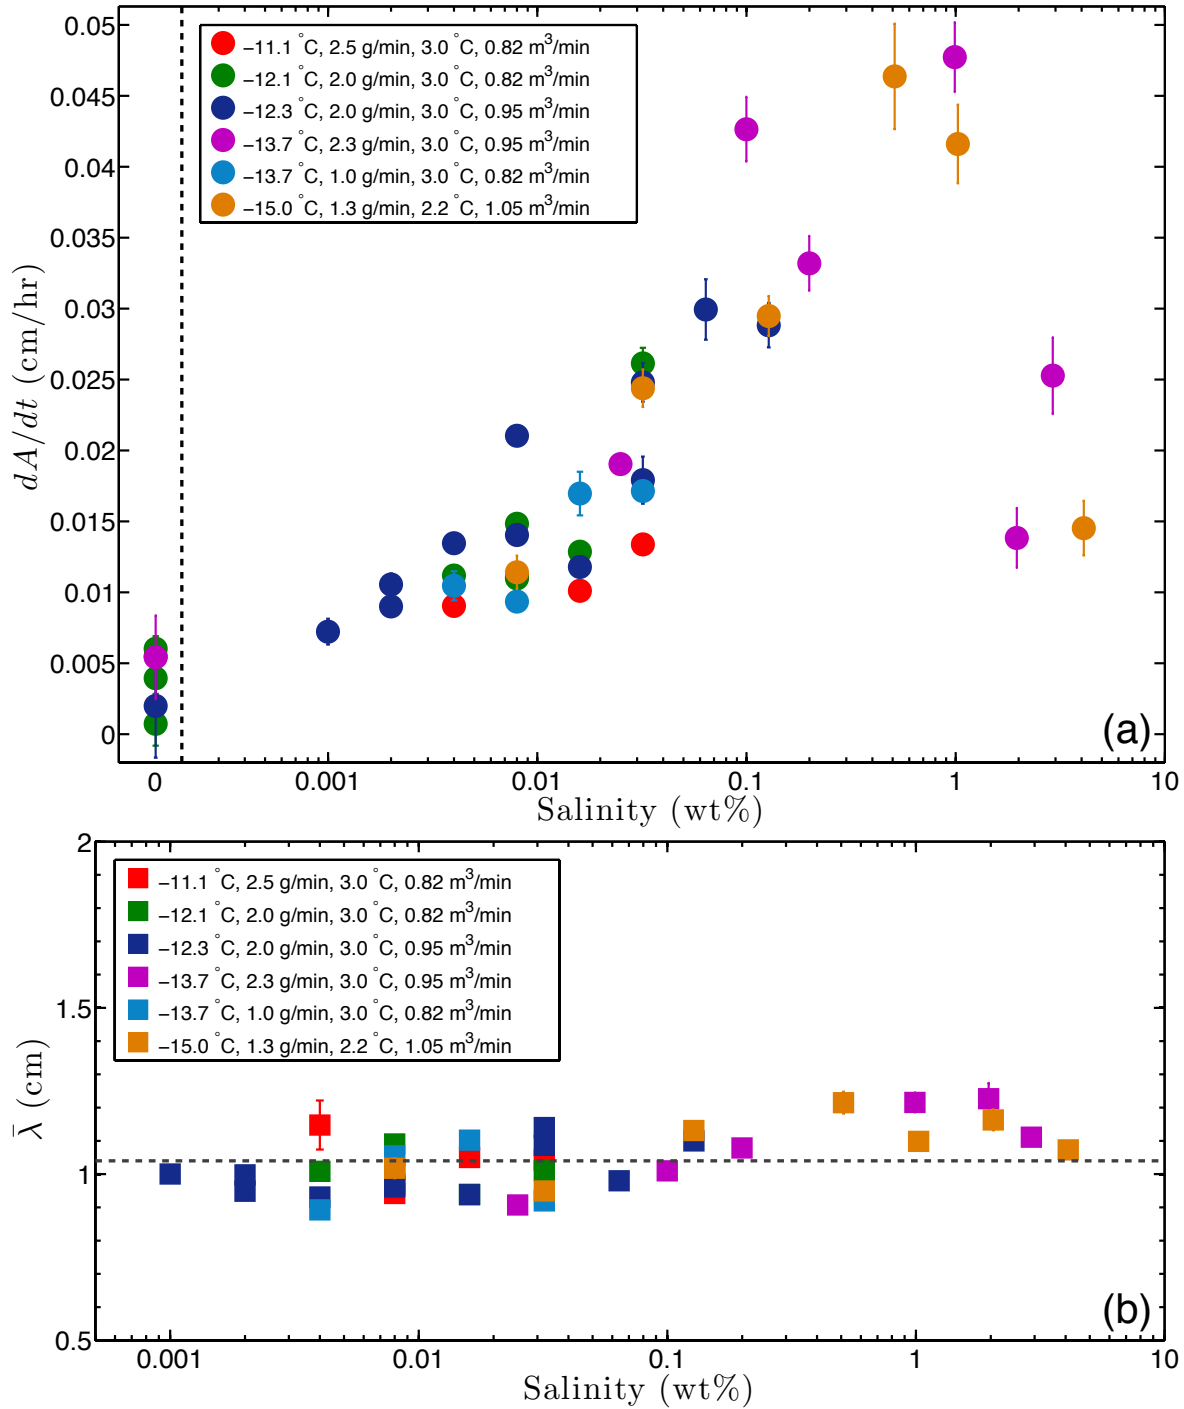 0.05
0.045
0.04
0.035
0.03
0.025
0.02
0.015
0.01
0.005
0
dA/dt (cm/hr)
−11.1 °C, 2.5 g/min, 3.0 °C, 0.82 m³/min
−12.1 °C, 2.0 g/min, 3.0 °C, 0.82 m³/min
−12.3 °C, 2.0 g/min, 3.0 °C, 0.95 m³/min
−13.7 °C, 2.3 g/min, 3.0 °C, 0.95 m³/min
−13.7 °C, 1.0 g/min, 3.0 °C, 0.82 m³/min
−15.0 °C, 1.3 g/min, 2.2 °C, 1.05 m³/min
(a)
0 0.001 0.01 0.1 1 10
Salinity (wt%)
2
1.5
1
0.5
λ̄ (cm)
−11.1 °C, 2.5 g/min, 3.0 °C, 0.82 m³/min
−12.1 °C, 2.0 g/min, 3.0 °C, 0.82 m³/min
−12.3 °C, 2.0 g/min, 3.0 °C, 0.95 m³/min
−13.7 °C, 2.3 g/min, 3.0 °C, 0.95 m³/min
−13.7 °C, 1.0 g/min, 3.0 °C, 0.82 m³/min
−15.0 °C, 1.3 g/min, 2.2 °C, 1.05 m³/min
(b)
0.001 0.01 0.1 1 10
Salinity (wt%)